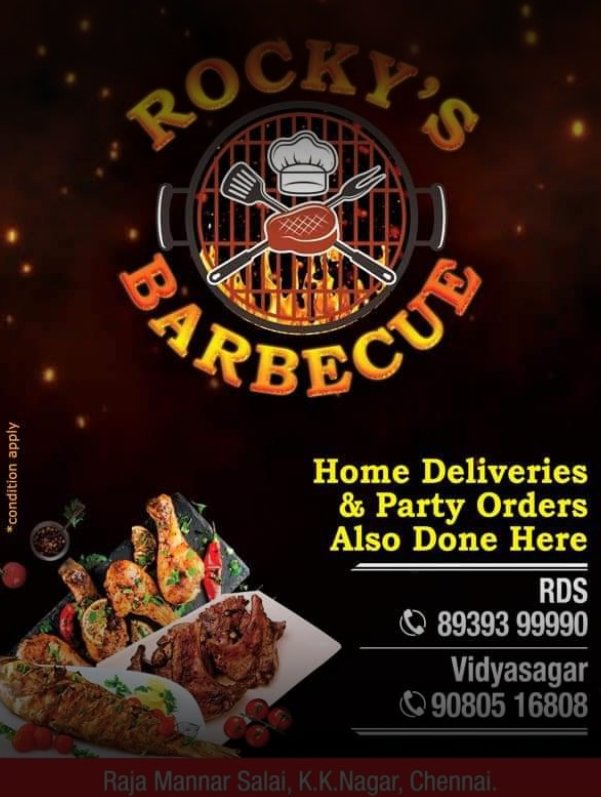 ROCKY'S
BARBECUE
*condition apply
Home Deliveries
& Party Orders
Also Done Here
RDS
89393 99990
Vidyasagar
90805 16808
Raja Mannar Salai, K.K.Nagar, Chennai.